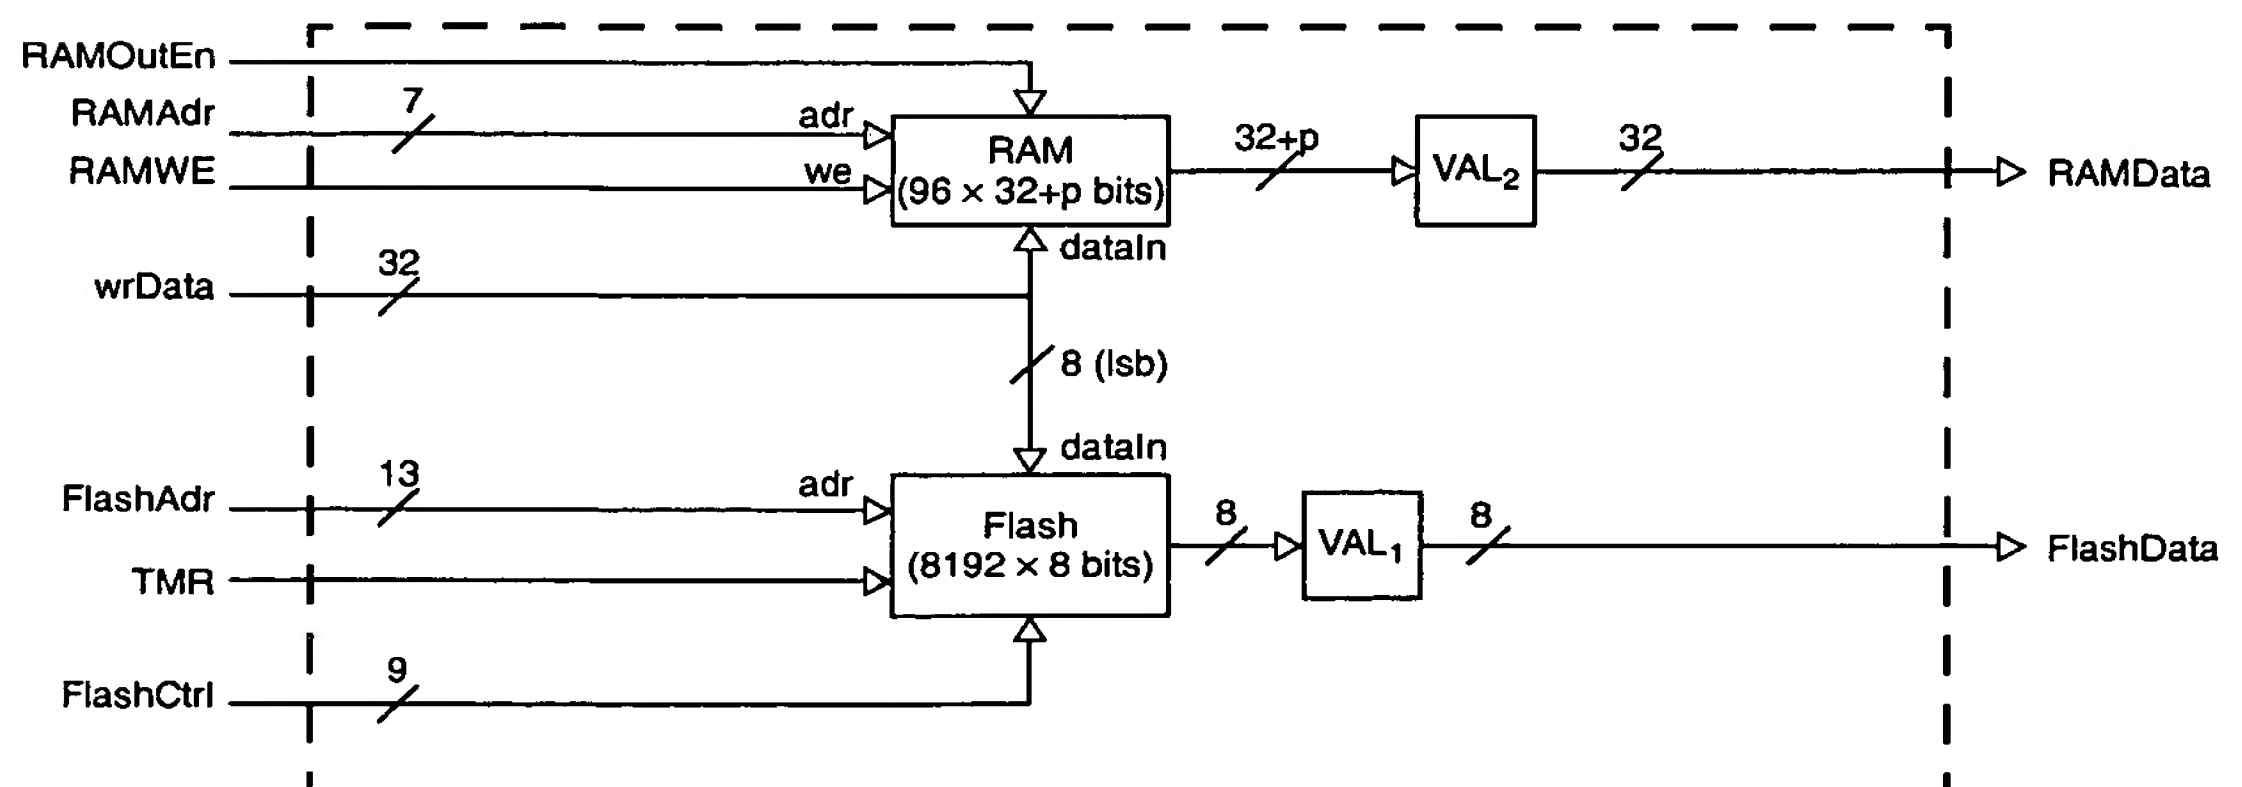 RAMOutEn
RAMAdr
7
adr
RAMWE
we
RAM
(96 × 32+p bits)
32+p
VAL2
32
RAMData
dataIn
wrData
32
8 (lsb)
dataIn
FlashAdr
13
adr
Flash
(8192 × 8 bits)
8
VAL1
8
FlashData
TMR
FlashCtrl
9